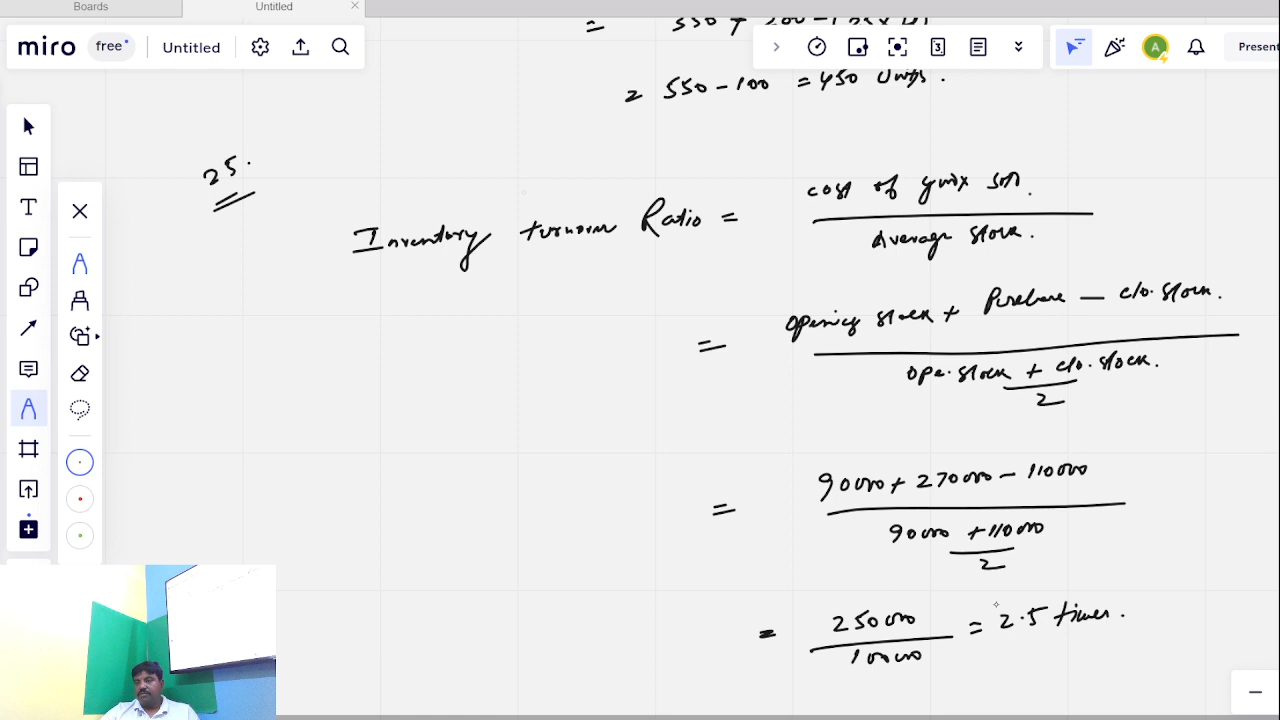 Boards
Untitled
miro free Untitled
3
A
Present
=
= 550 - 100 = 450 Units.
25.
Inventory turnover Ratio = cost of goods sold.
Average stock.
= Opening stock + Purchase - clo. stock.
Ope. stock + clo. stock.
2
= 90000 + 270000 - 110000
90000 + 110000
2
= 250000
100000
= 2.5 times.